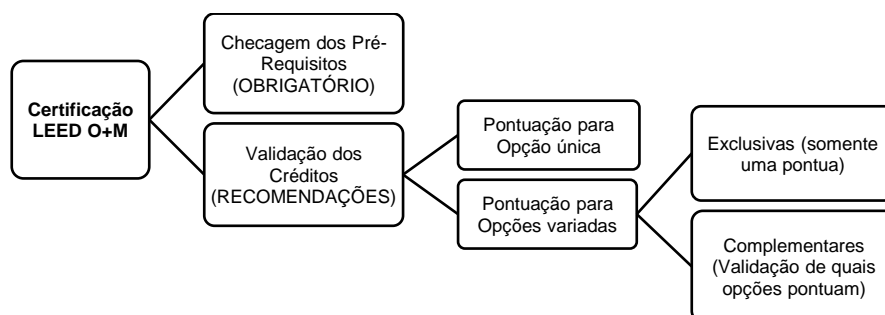 Certificação
LEED O+M
Checagem dos Pré-
Requisitos
(OBRIGATÓRIO)
Validação dos
Créditos
(RECOMENDAÇÕES)
Pontuação para
Opção única
Pontuação para
Opções variadas
Exclusivas (somente
uma pontua)
Complementares
(Validação de quais
opções pontuam)